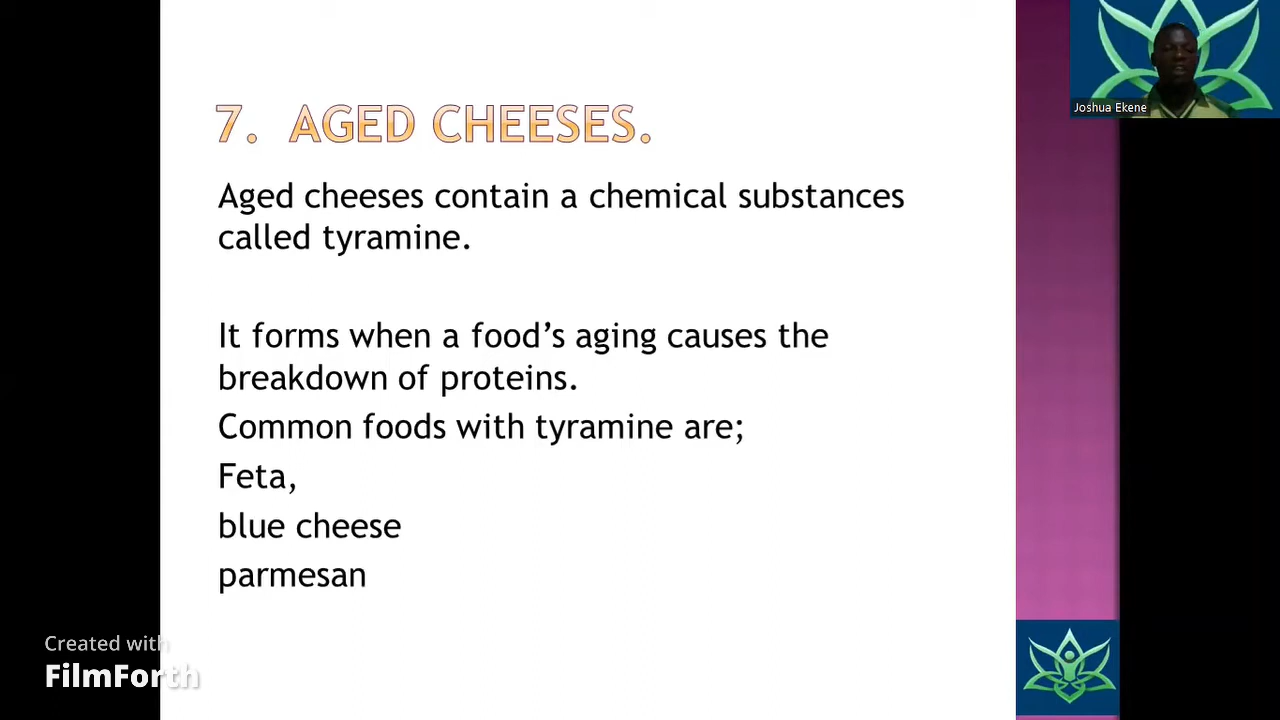 7. AGED CHEESES.
Joshua Ekene
Aged cheeses contain a chemical substances
called tyramine.
It forms when a food's aging causes the
breakdown of proteins.
Common foods with tyramine are;
Feta,
blue cheese
parmesan
Created with
FilmForth